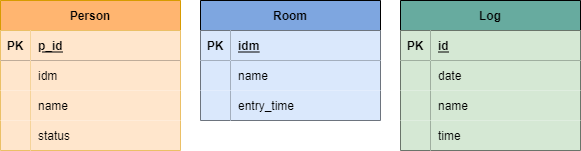 Person
PK p_id
idm
name
status
Room
PK idm
name
entry_time
Log
PK id
date
name
time